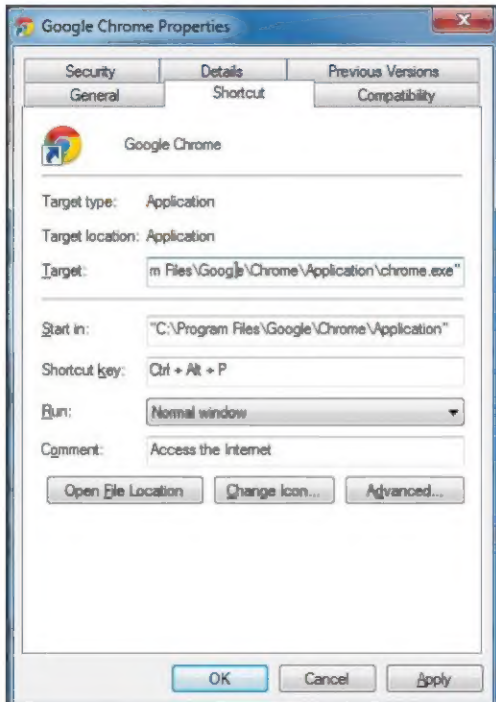 Google Chrome Properties
Security Details Previous Versions
General Shortcut Compatibility
Google Chrome
Target type: Application
Target location: Application
Target: m Files\Google\Chrome\Application\chrome.exe"
Start in: "C:\Program Files\Google\Chrome\Application"
Shortcut key: Ctrl + Alt + P
Run: Normal window
Comment: Access the Internet
Open File Location Change Icon... Advanced...
OK Cancel Apply